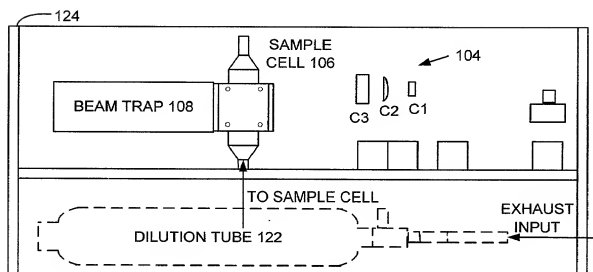 124
SAMPLE
CELL 106
104
BEAM TRAP 108
C3
C2
C1
TO SAMPLE CELL
EXHAUST
INPUT
DILUTION TUBE 122